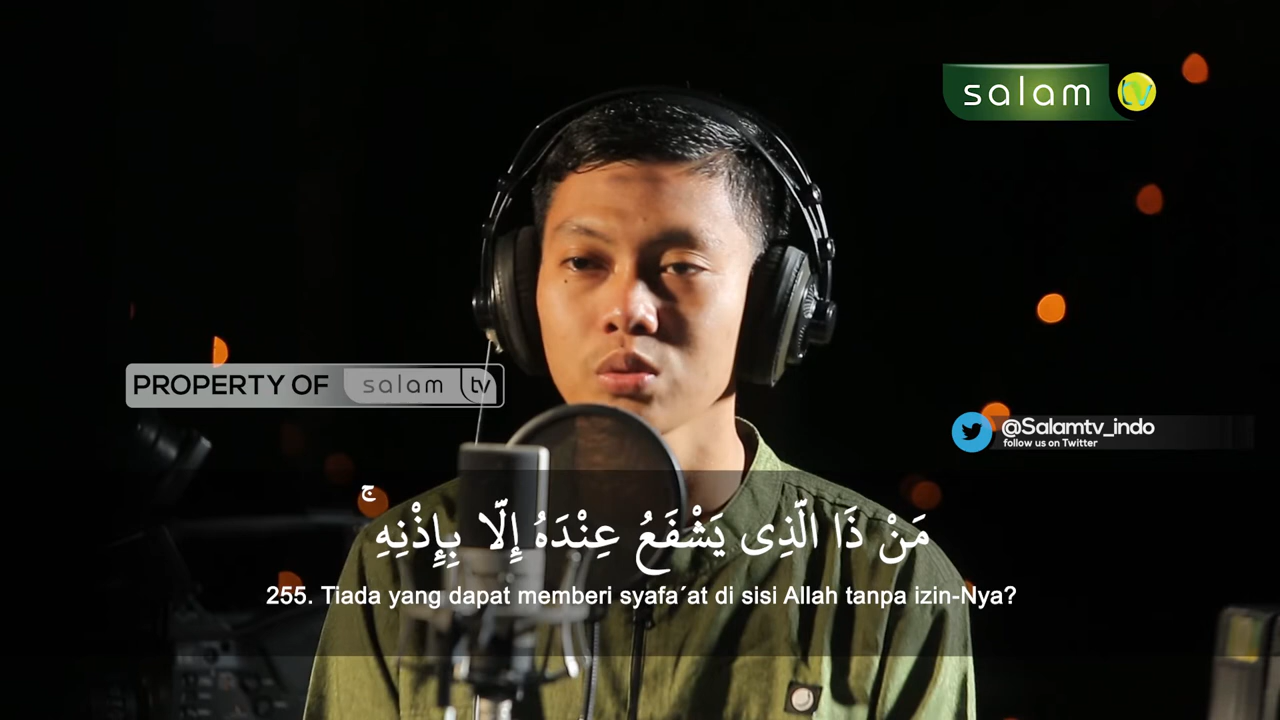 salam tv
PROPERTY OF salam tv
@Salamtv_indo
follow us on Twitter
مَنْ ذَا الَّذِى يَشْفَعُ عِنْدَهُ إِلَّا بِإِذْنِهِ ۚ
255. Tiada yang dapat memberi syafa´at di sisi Allah tanpa izin-Nya?